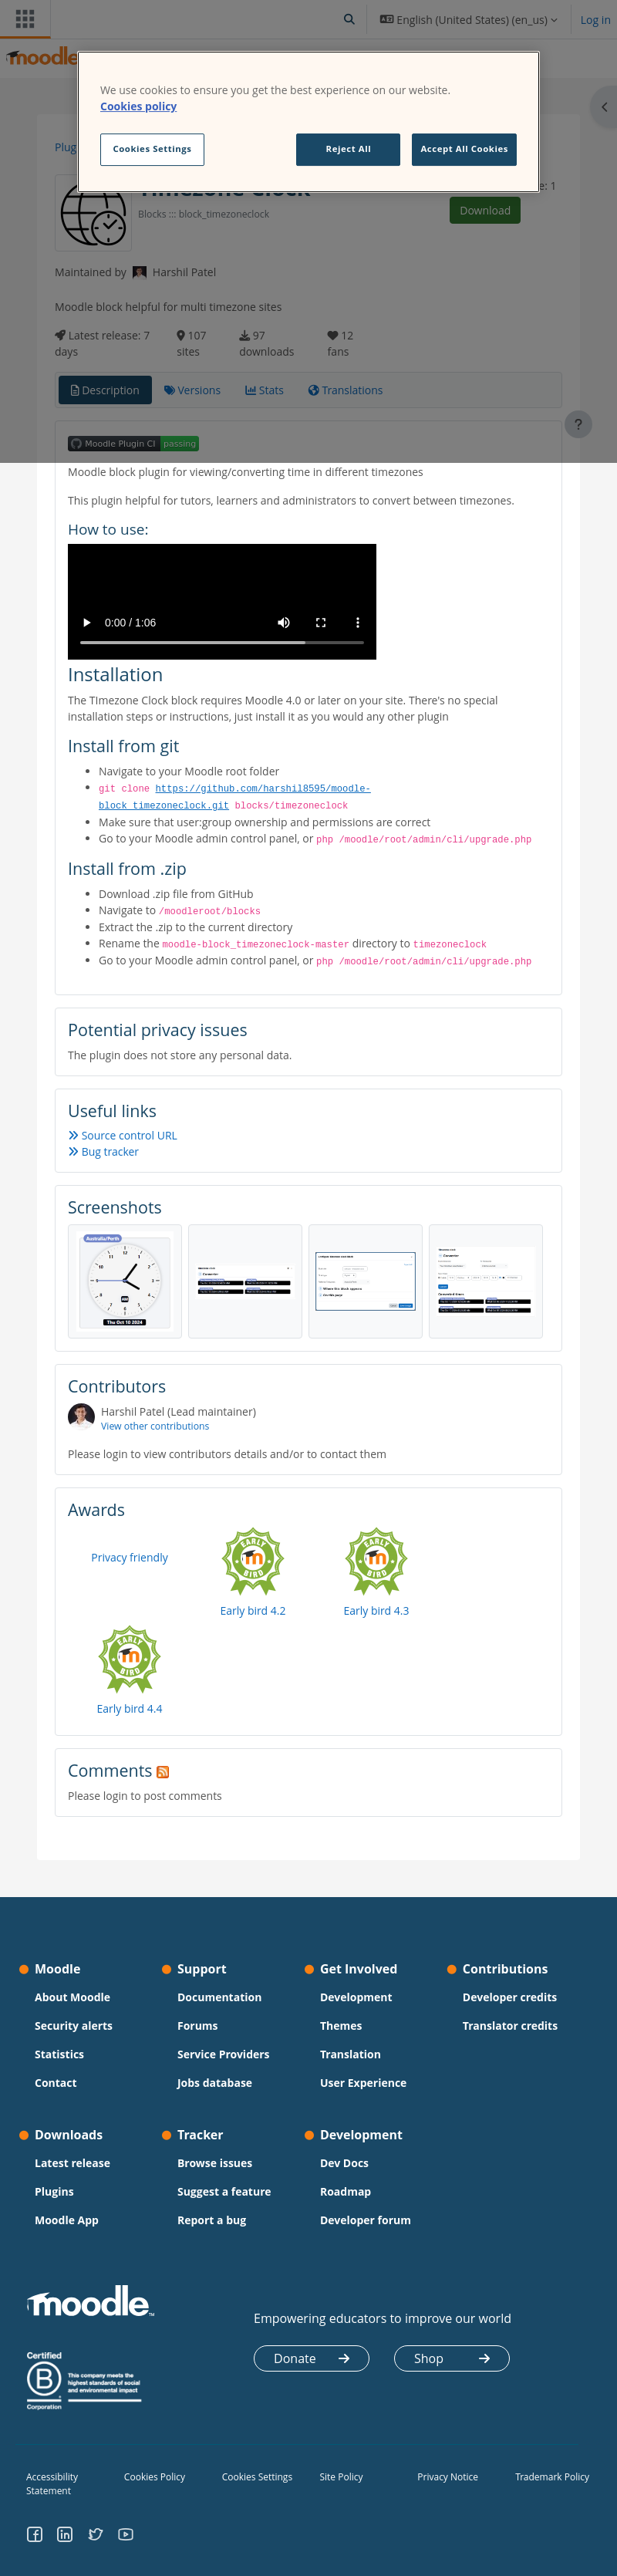 English (United States) (en_us)
Log in
moodle
We use cookies to ensure you get the best experience on our website.
Cookies policy
Cookies Settings
Reject All
Accept All Cookies
Plug
Timezone Clock
: 1
Blocks ::: block_timezoneclock
Download
Maintained by Harshil Patel
Moodle block helpful for multi timezone sites
Latest release: 7 days
107 sites
97 downloads
12 fans
Description
Versions
Stats
Translations
?
Moodle Plugin CI passing
Moodle block plugin for viewing/converting time in different timezones
This plugin helpful for tutors, learners and administrators to convert between timezones.
How to use:
0:00 / 1:06
Installation
The TImezone Clock block requires Moodle 4.0 or later on your site. There's no special
installation steps or instructions, just install it as you would any other plugin
Install from git
Navigate to your Moodle root folder
git clone https://github.com/harshil8595/moodle-
block_timezoneclock.git blocks/timezoneclock
Make sure that user:group ownership and permissions are correct
Go to your Moodle admin control panel, or php /moodle/root/admin/cli/upgrade.php
Install from .zip
Download .zip file from GitHub
Navigate to /moodleroot/blocks
Extract the .zip to the current directory
Rename the moodle-block_timezoneclock-master directory to timezoneclock
Go to your Moodle admin control panel, or php /moodle/root/admin/cli/upgrade.php
Potential privacy issues
The plugin does not store any personal data.
Useful links
Source control URL
Bug tracker
Screenshots
Australia/Perth
AM
Thu Oct 10 2024
Contributors
Harshil Patel (Lead maintainer)
View other contributions
Please login to view contributors details and/or to contact them
Awards
Privacy friendly
EARLY BIRD
Early bird 4.2
EARLY BIRD
Early bird 4.3
EARLY BIRD
Early bird 4.4
Comments
Please login to post comments
Moodle
About Moodle
Security alerts
Statistics
Contact
Support
Documentation
Forums
Service Providers
Jobs database
Get Involved
Development
Themes
Translation
User Experience
Contributions
Developer credits
Translator credits
Downloads
Latest release
Plugins
Moodle App
Tracker
Browse issues
Suggest a feature
Report a bug
Development
Dev Docs
Roadmap
Developer forum
moodle™
Empowering educators to improve our world
Donate
Shop
Certified
B
Corporation
This company meets the
highest standards of social
and environmental impact
Accessibility
Statement
Cookies Policy
Cookies Settings
Site Policy
Privacy Notice
Trademark Policy